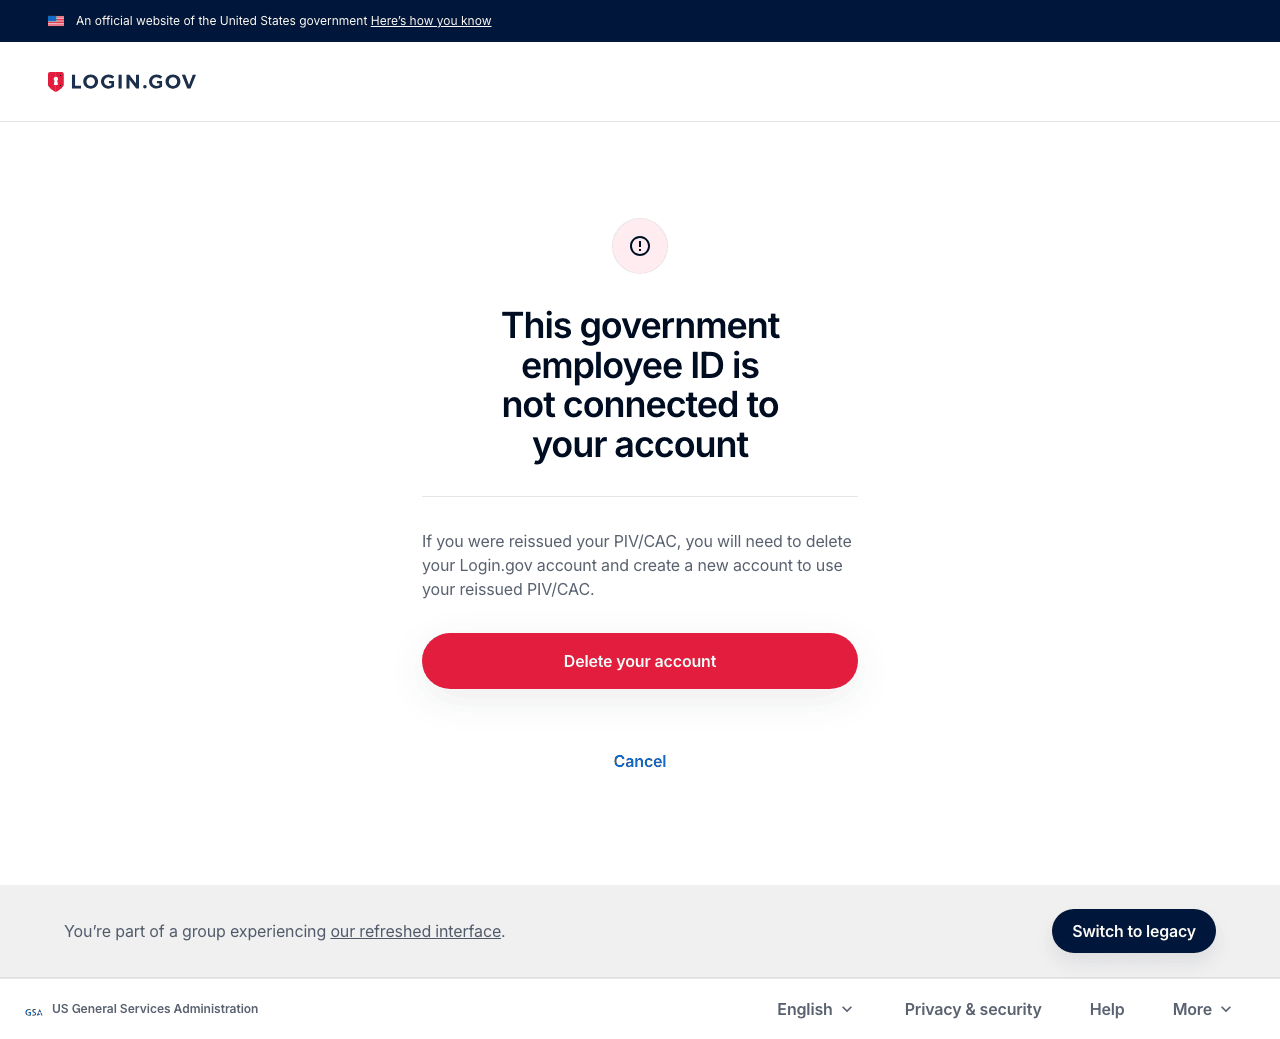 An official website of the United States government Here’s how you know
LOGIN.GOV
This government
employee ID is
not connected to
your account
If you were reissued your PIV/CAC, you will need to delete
your Login.gov account and create a new account to use
your reissued PIV/CAC.
Delete your account
Cancel
You’re part of a group experiencing our refreshed interface.
Switch to legacy
GSA US General Services Administration
English
Privacy & security
Help
More